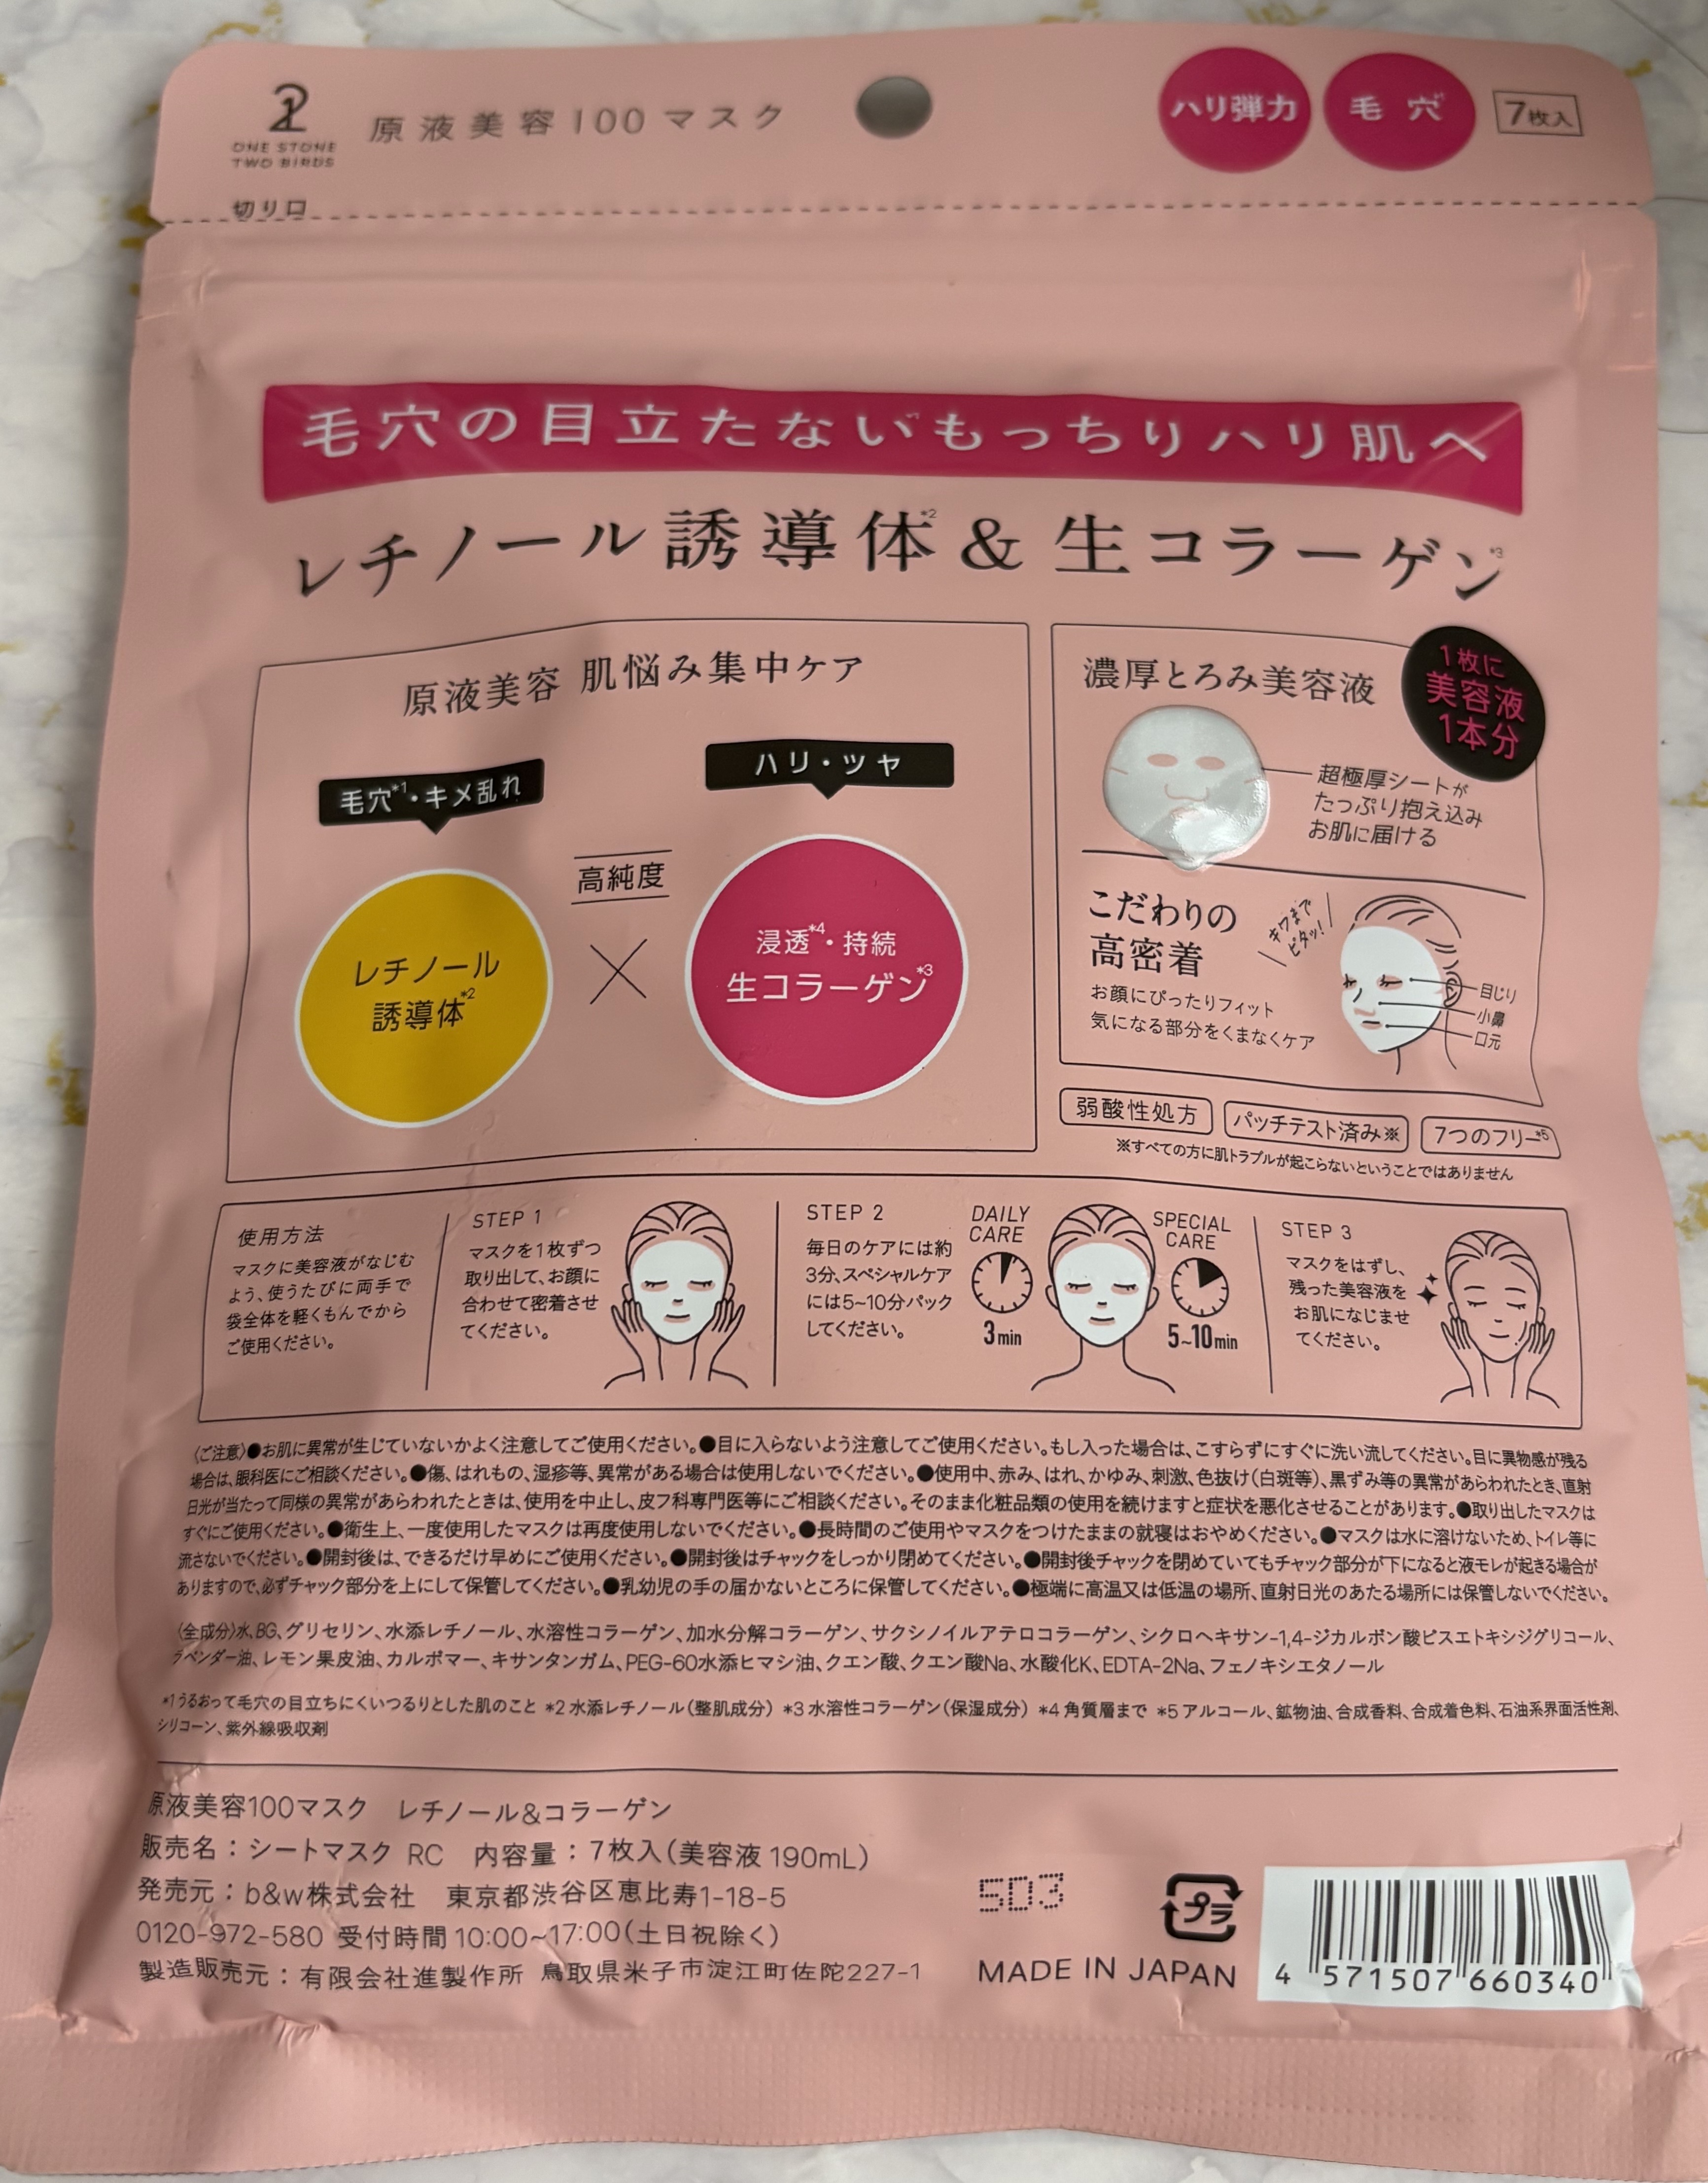 ONE STONE
TWO BIRDS
原液美容100マスク
ハリ弾力
毛穴
7枚入
切り口
毛穴の目立たないもっちりハリ肌へ
レチノール誘導体*2&生コラーゲン*3
原液美容 肌悩み集中ケア
毛穴*1・キメ乱れ
ハリ・ツヤ
高純度
レチノール
誘導体*2
浸透*4・持続
生コラーゲン*3
濃厚とろみ美容液
1枚に
美容液
1本分
超極厚シートが
たっぷり抱え込み
お肌に届ける
こだわりの
高密着
キワまで
ピタッ!
お顔にぴったりフィット
気になる部分をくまなくケア
目じり
小鼻
口元
弱酸性処方
パッチテスト済み※
7つのフリー*5
※すべての方に肌トラブルが起こらないということではありません
使用方法
マスクに美容液がなじむ
よう、使うたびに両手で
袋全体を軽くもんでから
ご使用ください。
STEP 1
マスクを1枚ずつ
取り出して、お顔に
合わせて密着させ
てください。
STEP 2
毎日のケアには約
3分、スペシャルケア
には5~10分パック
してください。
DAILY
CARE
3min
SPECIAL
CARE
5~10min
STEP 3
マスクをはずし、
残った美容液を
お肌になじませ
てください。
〈ご注意〉●お肌に異常が生じていないかよく注意してご使用ください。●目に入らないよう注意してご使用ください。もし入った場合は、こすらずにすぐに洗い流してください。目に異物感が残る
場合は、眼科医にご相談ください。●傷、はれもの、湿疹等、異常がある場合は使用しないでください。●使用中、赤み、はれ、かゆみ、刺激、色抜け(白斑等)、黒ずみ等の異常があらわれたとき、直射
日光が当たって同様の異常があらわれたときは、使用を中止し、皮フ科専門医等にご相談ください。そのまま化粧品類の使用を続けますと症状を悪化させることがあります。●取り出したマスクは
すぐにご使用ください。●衛生上、一度使用したマスクは再度使用しないでください。●長時間のご使用やマスクをつけたままの就寝はおやめください。●マスクは水に溶けないため、トイレ等に
流さないでください。●開封後は、できるだけ早めにご使用ください。●開封後はチャックをしっかり閉めてください。●開封後チャックを閉めていてもチャック部分が下になると液モレが起きる場合が
ありますので、必ずチャック部分を上にして保管してください。●乳幼児の手の届かないところに保管してください。●極端に高温又は低温の場所、直射日光のあたる場所には保管しないでください。
〈全成分〉水、BG、グリセリン、水添レチノール、水溶性コラーゲン、加水分解コラーゲン、サクシノイルアテロコラーゲン、シクロヘキサン-1,4-ジカルボン酸ビスエトキシジグリコール、
ラベンダー油、レモン果皮油、カルボマー、キサンタンガム、PEG-60水添ヒマシ油、クエン酸、クエン酸Na、水酸化K、EDTA-2Na、フェノキシエタノール
*1 うるおって毛穴の目立ちにくいつるりとした肌のこと *2 水添レチノール(整肌成分) *3 水溶性コラーゲン(保湿成分) *4 角質層まで *5 アルコール、鉱物油、合成香料、合成着色料、石油系界面活性剤、
シリコーン、紫外線吸収剤
原液美容100マスク レチノール&コラーゲン
販売名:シートマスク RC 内容量:7枚入(美容液 190mL)
発売元:b&w株式会社 東京都渋谷区恵比寿1-18-5
0120-972-580 受付時間 10:00~17:00(土日祝除く)
製造販売元:有限会社進製作所 鳥取県米子市淀江町佐陀227-1
5D3
プラ
MADE IN JAPAN
4 571507 660340